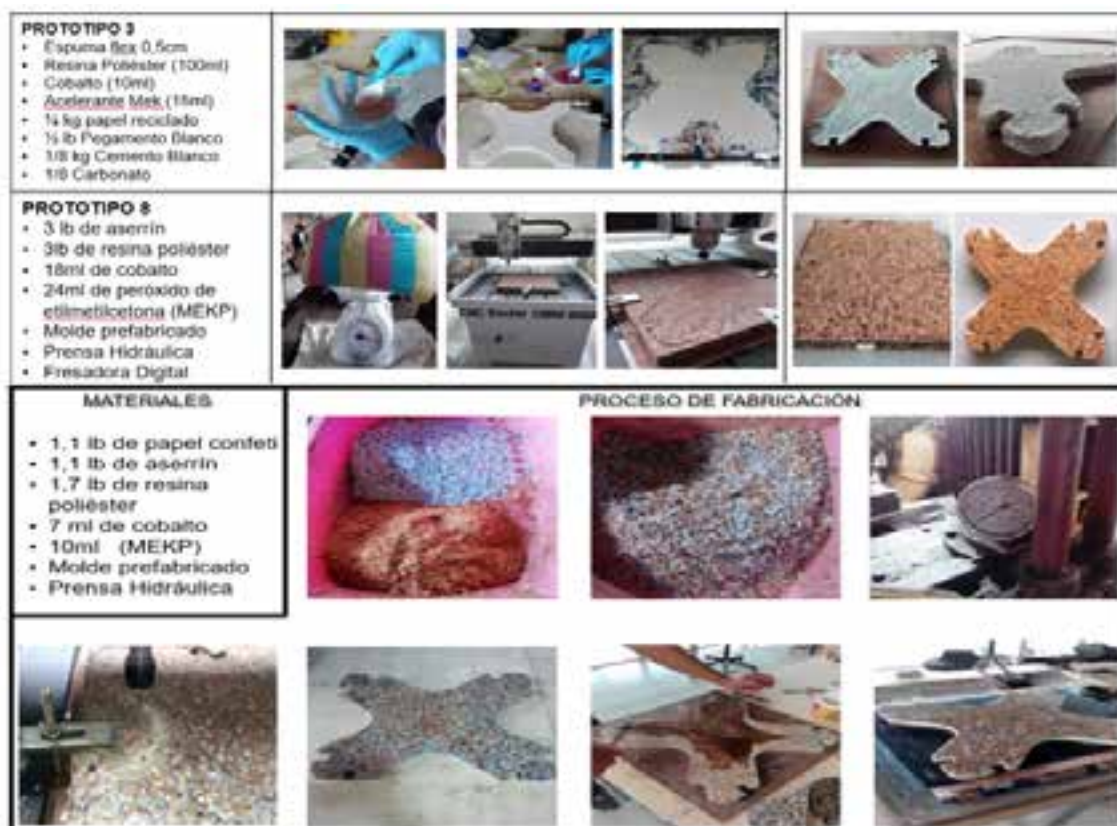 PROTOTIPO 3
• Espuma flex 0,5cm
• Resina Poliéster (100ml)
• Cobalto (10ml)
• Acelerante Mek (15ml)
• ¼ kg papel reciclado
• ½ lb Pegamento Blanco
• 1/8 kg Cemento Blanco
• 1/8 Carbonato
PROTOTIPO 8
• 3 lb de aserrín
• 3lb de resina poliéster
• 18ml de cobalto
• 24ml de peróxido de
etilmetilcetona (MEKP)
• Molde prefabricado
• Prensa Hidráulica
• Fresadora Digital
MATERIALES
• 1,1 lb de papel confeti
• 1,1 lb de aserrín
• 1,7 lb de resina
poliéster
• 7 ml de cobalto
• 10ml (MEKP)
• Molde prefabricado
• Prensa Hidráulica
PROCESO DE FABRICACIÓN